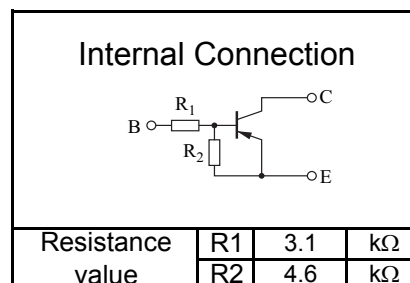 Internal Connection
C
R1
B
R2
E
Resistance value R1 3.1 kΩ
R2 4.6 kΩ